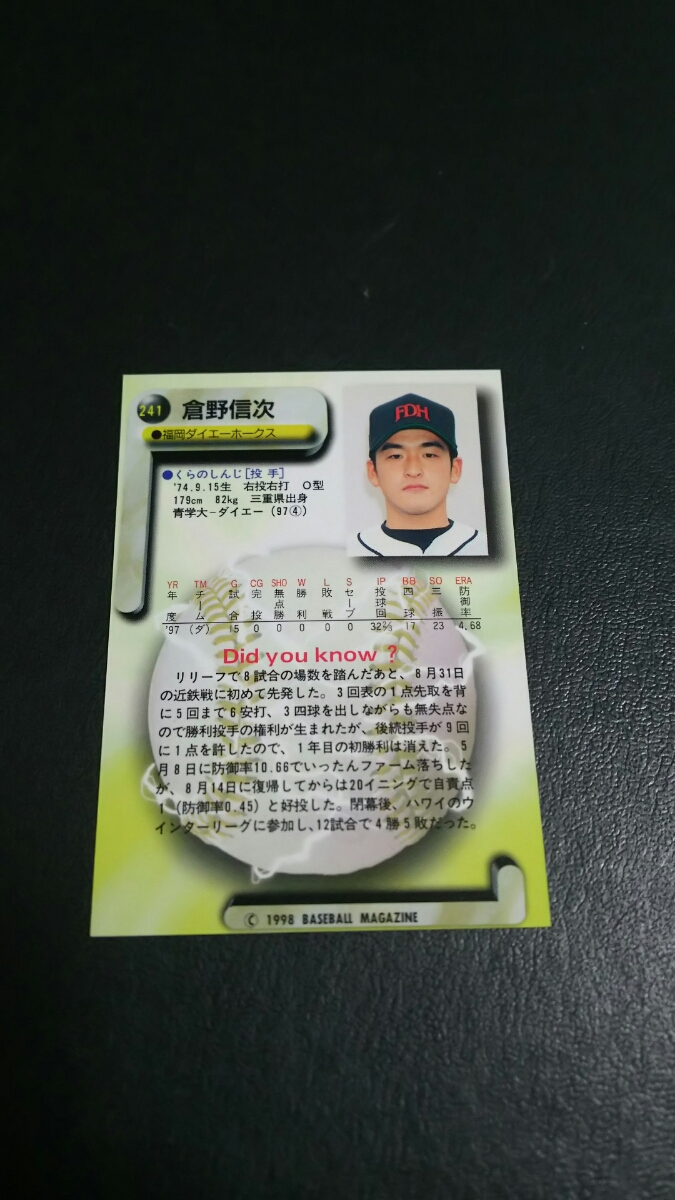 241 倉野信次
●福岡ダイエーホークス
FDH
●くらのしんじ[投手]
'74.9.15生 右投右打 O型
179cm 82kg 三重県出身
青学大-ダイエー(97④)
YR TM G CG SHO W L S IP BB SO ERA
年度 チーム 試合 完投 無点勝 勝利 敗戦 セーブ 投球回 四球 三振 防御率
'97 (ダ) 15 0 0 0 0 0 32⅔ 17 23 4.68
Did you know ?
リリーフで8試合の場数を踏んだあと、8月31日
の近鉄戦に初めて先発した。3回表の1点先取を背
に5回まで6安打、3四球を出しながらも無失点な
ので勝利投手の権利が生まれたが、後続投手が9回
に1点を許したので、1年目の初勝利は消えた。5
月8日に防御率10.66でいったんファーム落ちした
が、8月14日に復帰してからは20イニングで自責点
1(防御率0.45)と好投した。閉幕後、ハワイのウ
インターリーグに参加し、12試合で4勝5敗だった。
© 1998 BASEBALL MAGAZINE